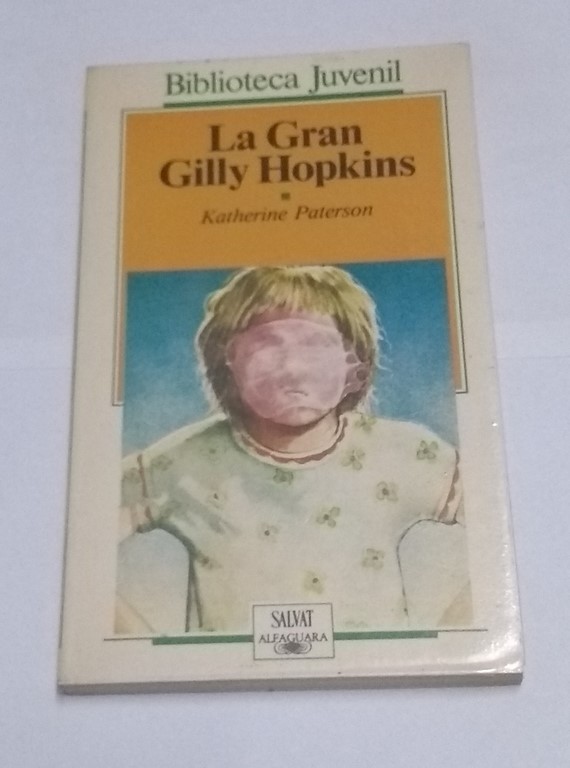 Biblioteca Juvenil
La Gran
Gilly Hopkins
Katherine Paterson
SALVAT
ALFAGUARA